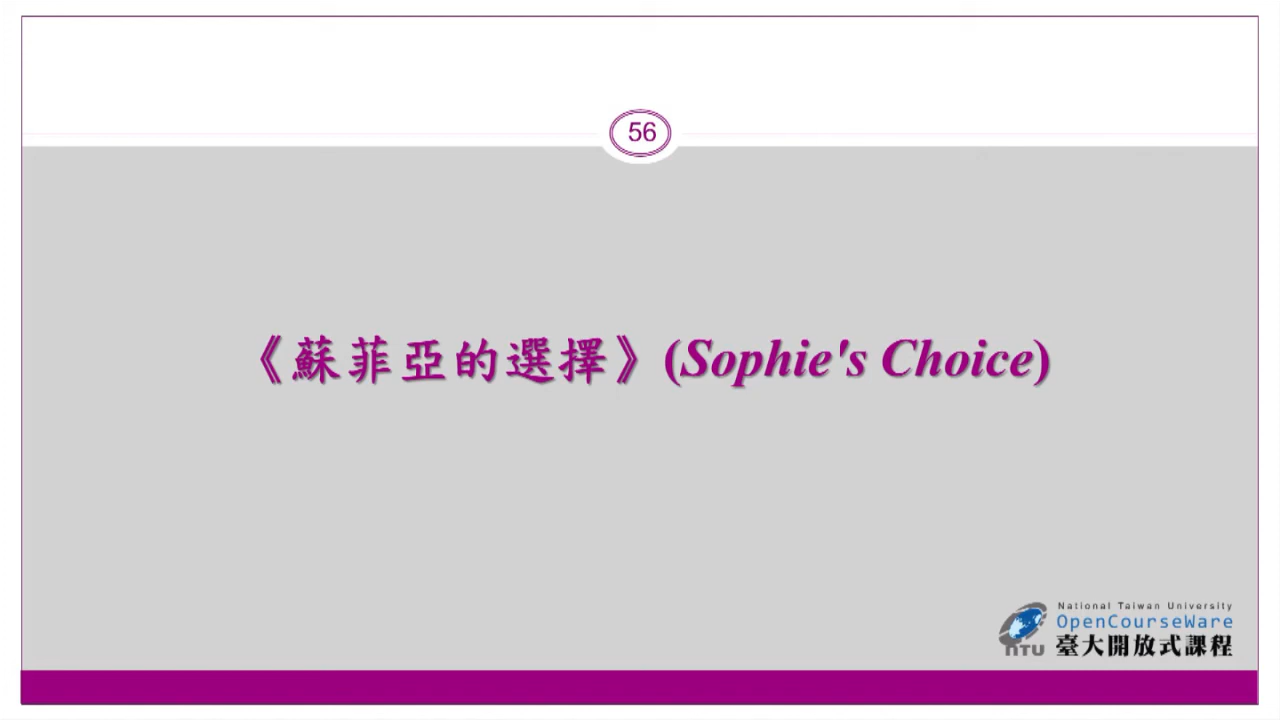 56
《蘇菲亞的選擇》(Sophie's Choice)
National Taiwan University
OpenCourseWare
NTU 臺大開放式課程